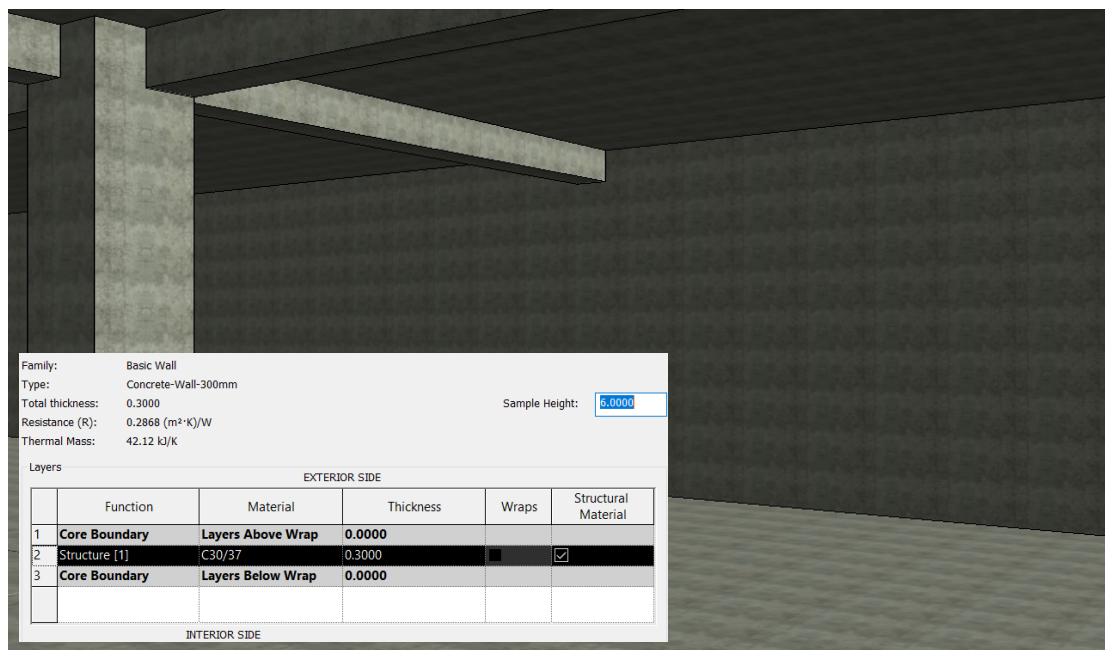 Family: Basic Wall
Type: Concrete-Wall-300mm
Total thickness: 0.3000 Sample Height: 6.0000
Resistance (R): 0.2868 (m²·K)/W
Thermal Mass: 42.12 kJ/K
Layers
EXTERIOR SIDE
Function Material Thickness Wraps Structural Material
1 Core Boundary Layers Above Wrap 0.0000
2 Structure [1] C30/37 0.3000
3 Core Boundary Layers Below Wrap 0.0000
INTERIOR SIDE